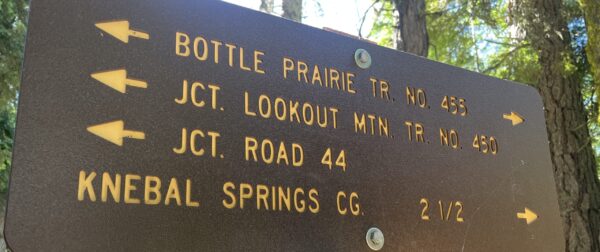 BOTTLE PRAIRIE TR. NO. 455
JCT. LOOKOUT MTN. TR. NO. 450
JCT. ROAD 44
KNEBAL SPRINGS CG. 2 1/2